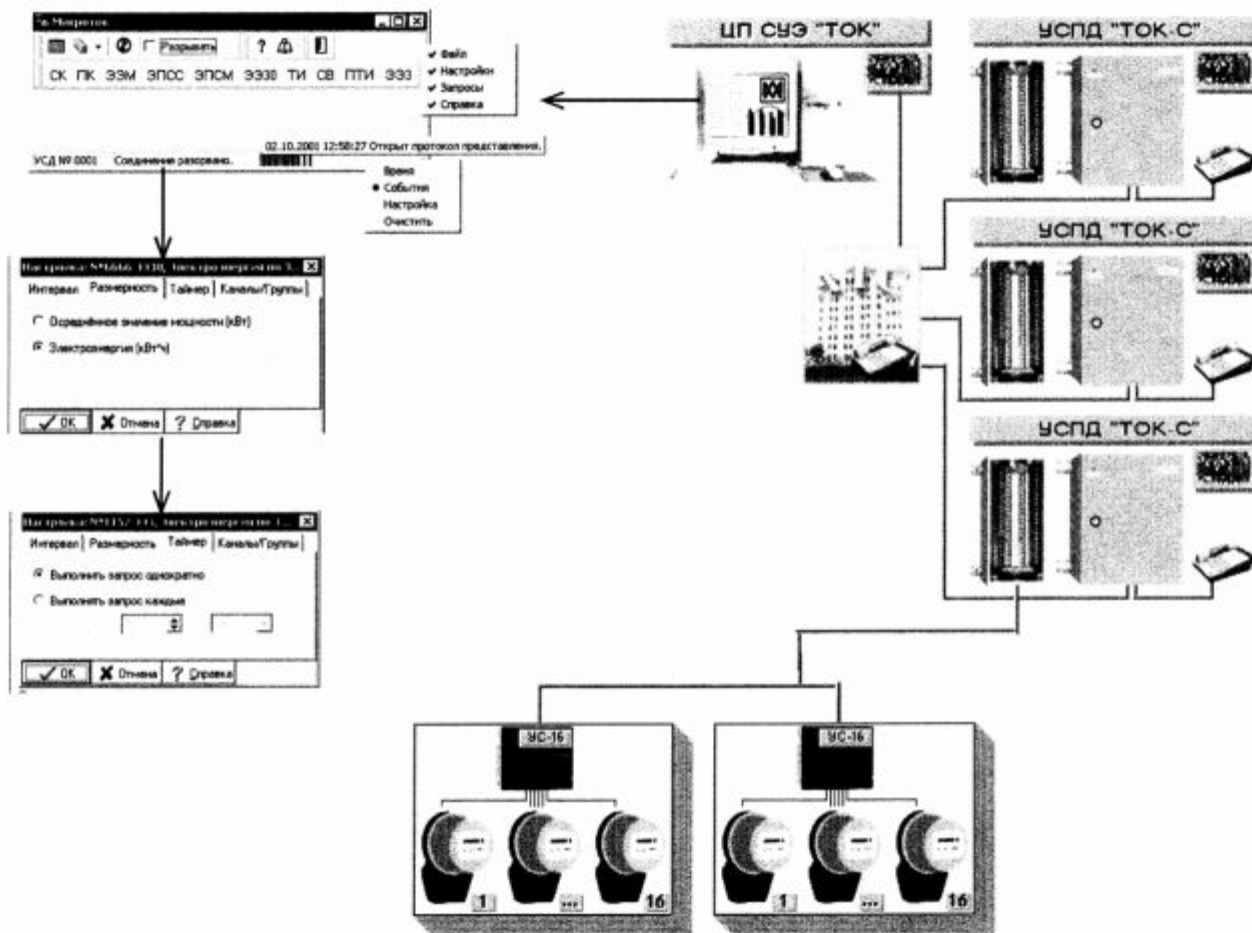 Микроток
Разрывать
СК ПК ЭЭМ ЭПСС ЭПСМ ЭЭ30 ТИ СВ ПТИ ЭЭЗ
Файл
Настройки
Запросы
Справка
02.10.2001 12:58:27 Открыт протокол представления.
УСД № 0001 Соединение разорвано.
Время
События
Настройка
Очистить
Интервал Размерность Таймер Каналы/Группы
Осреднённое значение мощности (кВт)
Электроэнергия (кВт*ч)
OK Отмена ? Справка
Интервал Размерность Таймер Каналы/Группы
Выполнить запрос однократно
Выполнять запрос каждые
OK Отмена ? Справка
ЦП СУЭ "ТОК"
УСПД "ТОК-С"
УСПД "ТОК-С"
УСПД "ТОК-С"
УС-16
1 ... 16
УС-16
1 ... 16